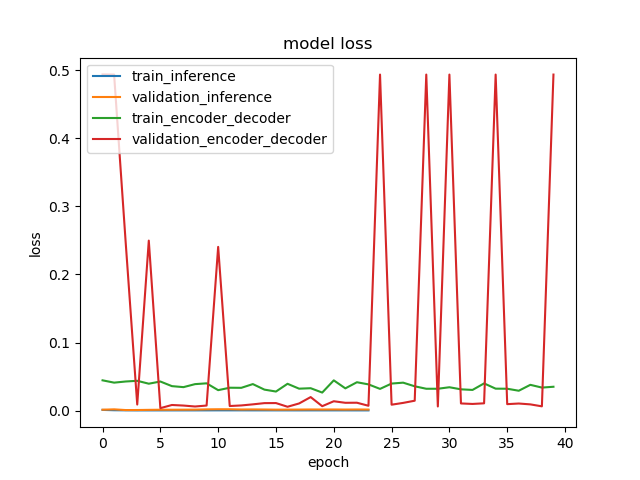 model loss
train_inference
validation_inference
train_encoder_decoder
validation_encoder_decoder
0.5
0.4
0.3
0.2
0.1
0.0
loss
0 5 10 15 20 25 30 35 40
epoch